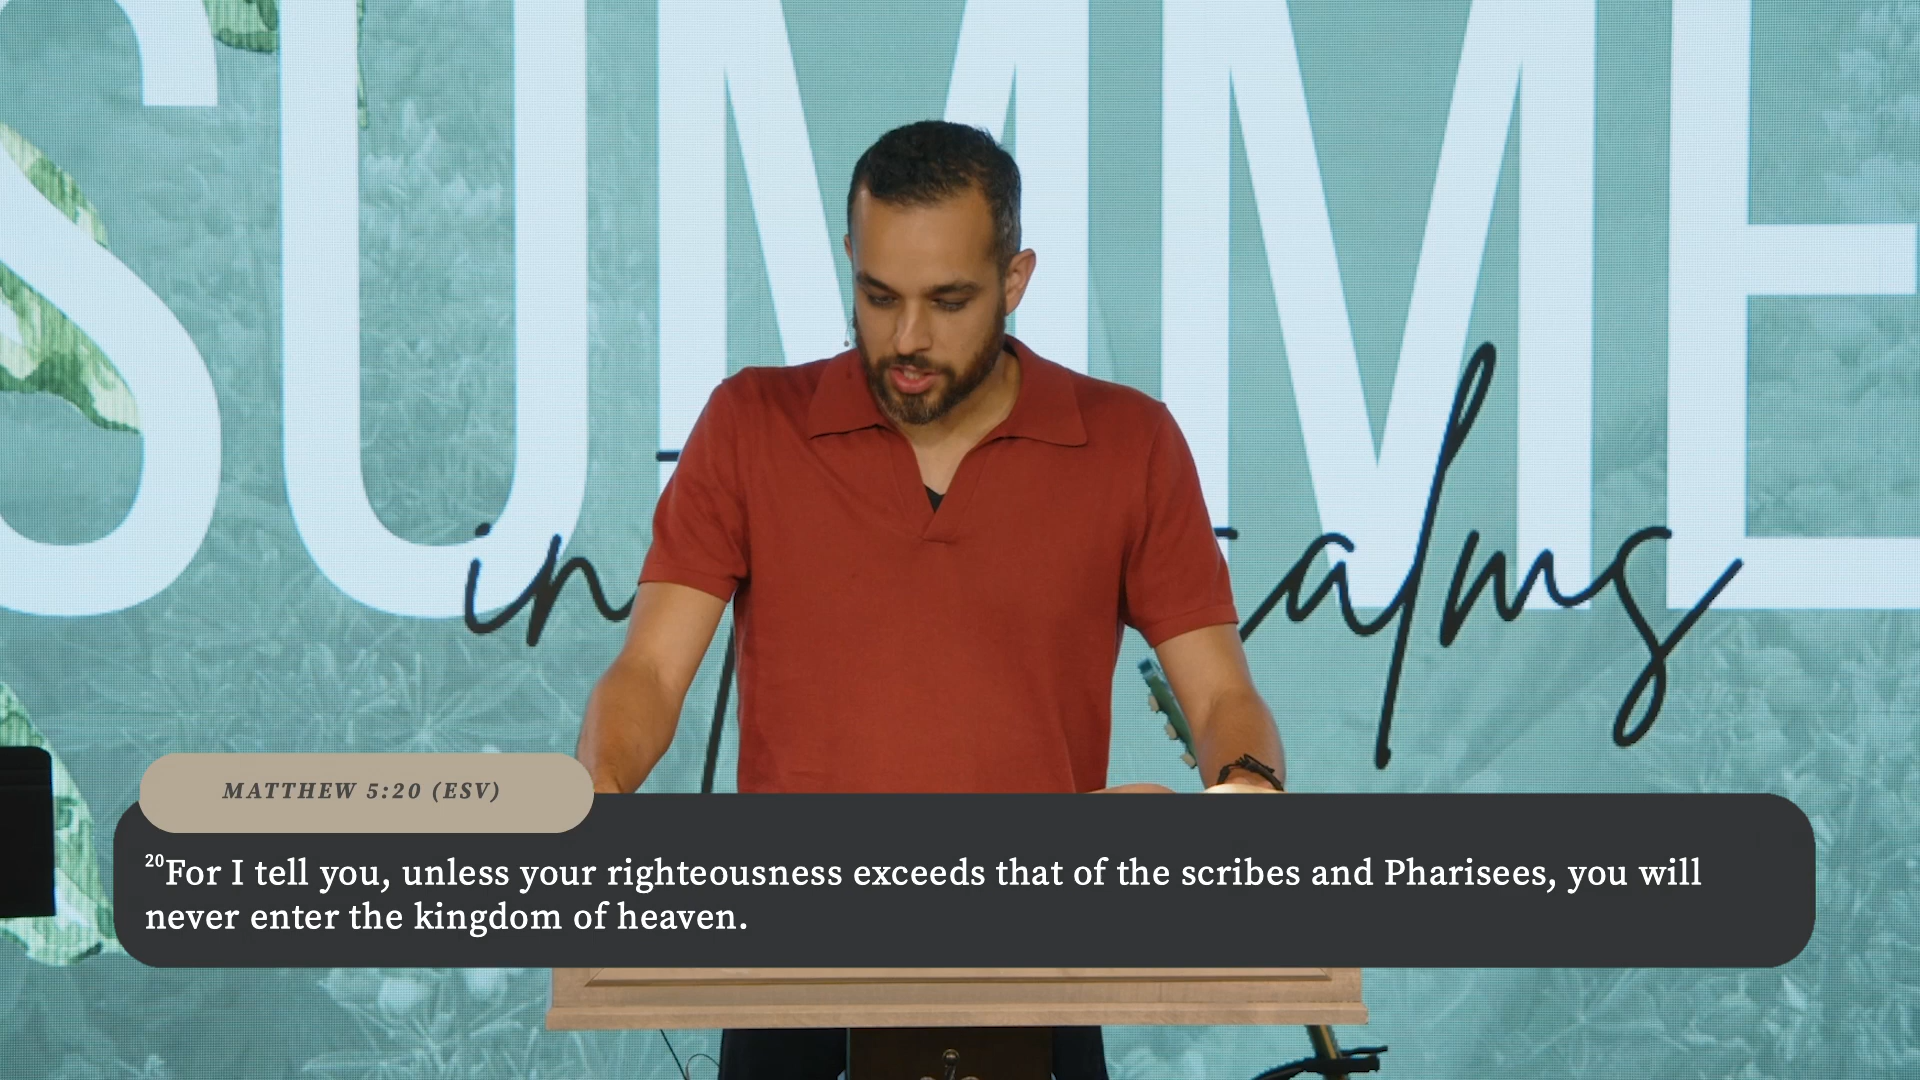 SUMME
in alms
MATTHEW 5:20 (ESV)
20For I tell you, unless your righteousness exceeds that of the scribes and Pharisees, you will
never enter the kingdom of heaven.